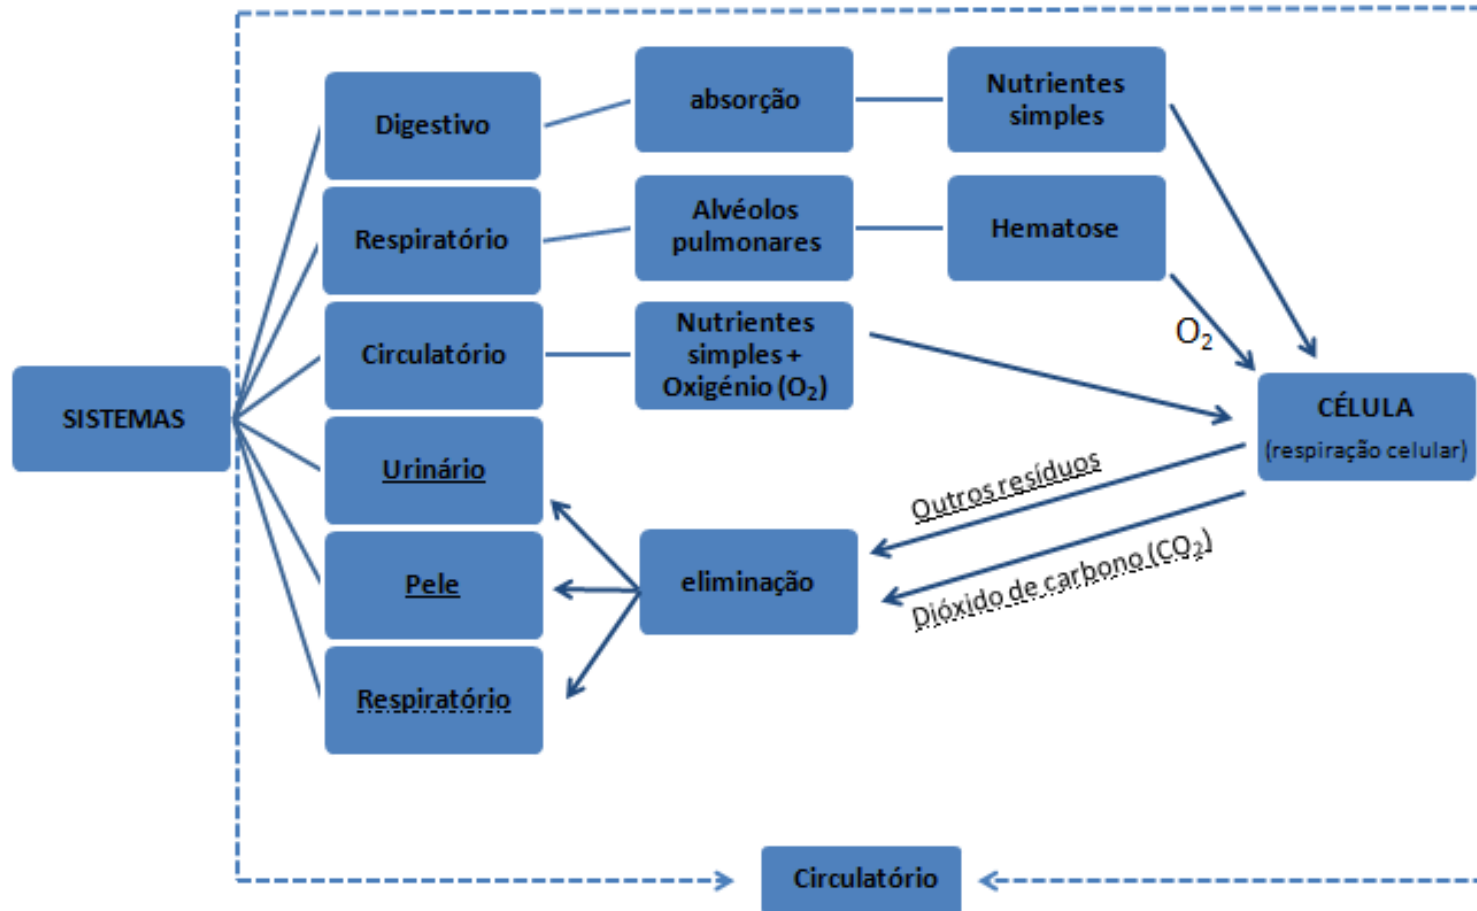 SISTEMAS
Digestivo
absorção
Nutrientes
simples
Respiratório
Alvéolos
pulmonares
Hematose
O₂
Circulatório
Nutrientes
simples +
Oxigénio (O₂)
CÉLULA
(respiração celular)
Urinário
Outros resíduos
Dióxido de carbono (CO₂)
Pele
eliminação
Respiratório
Circulatório